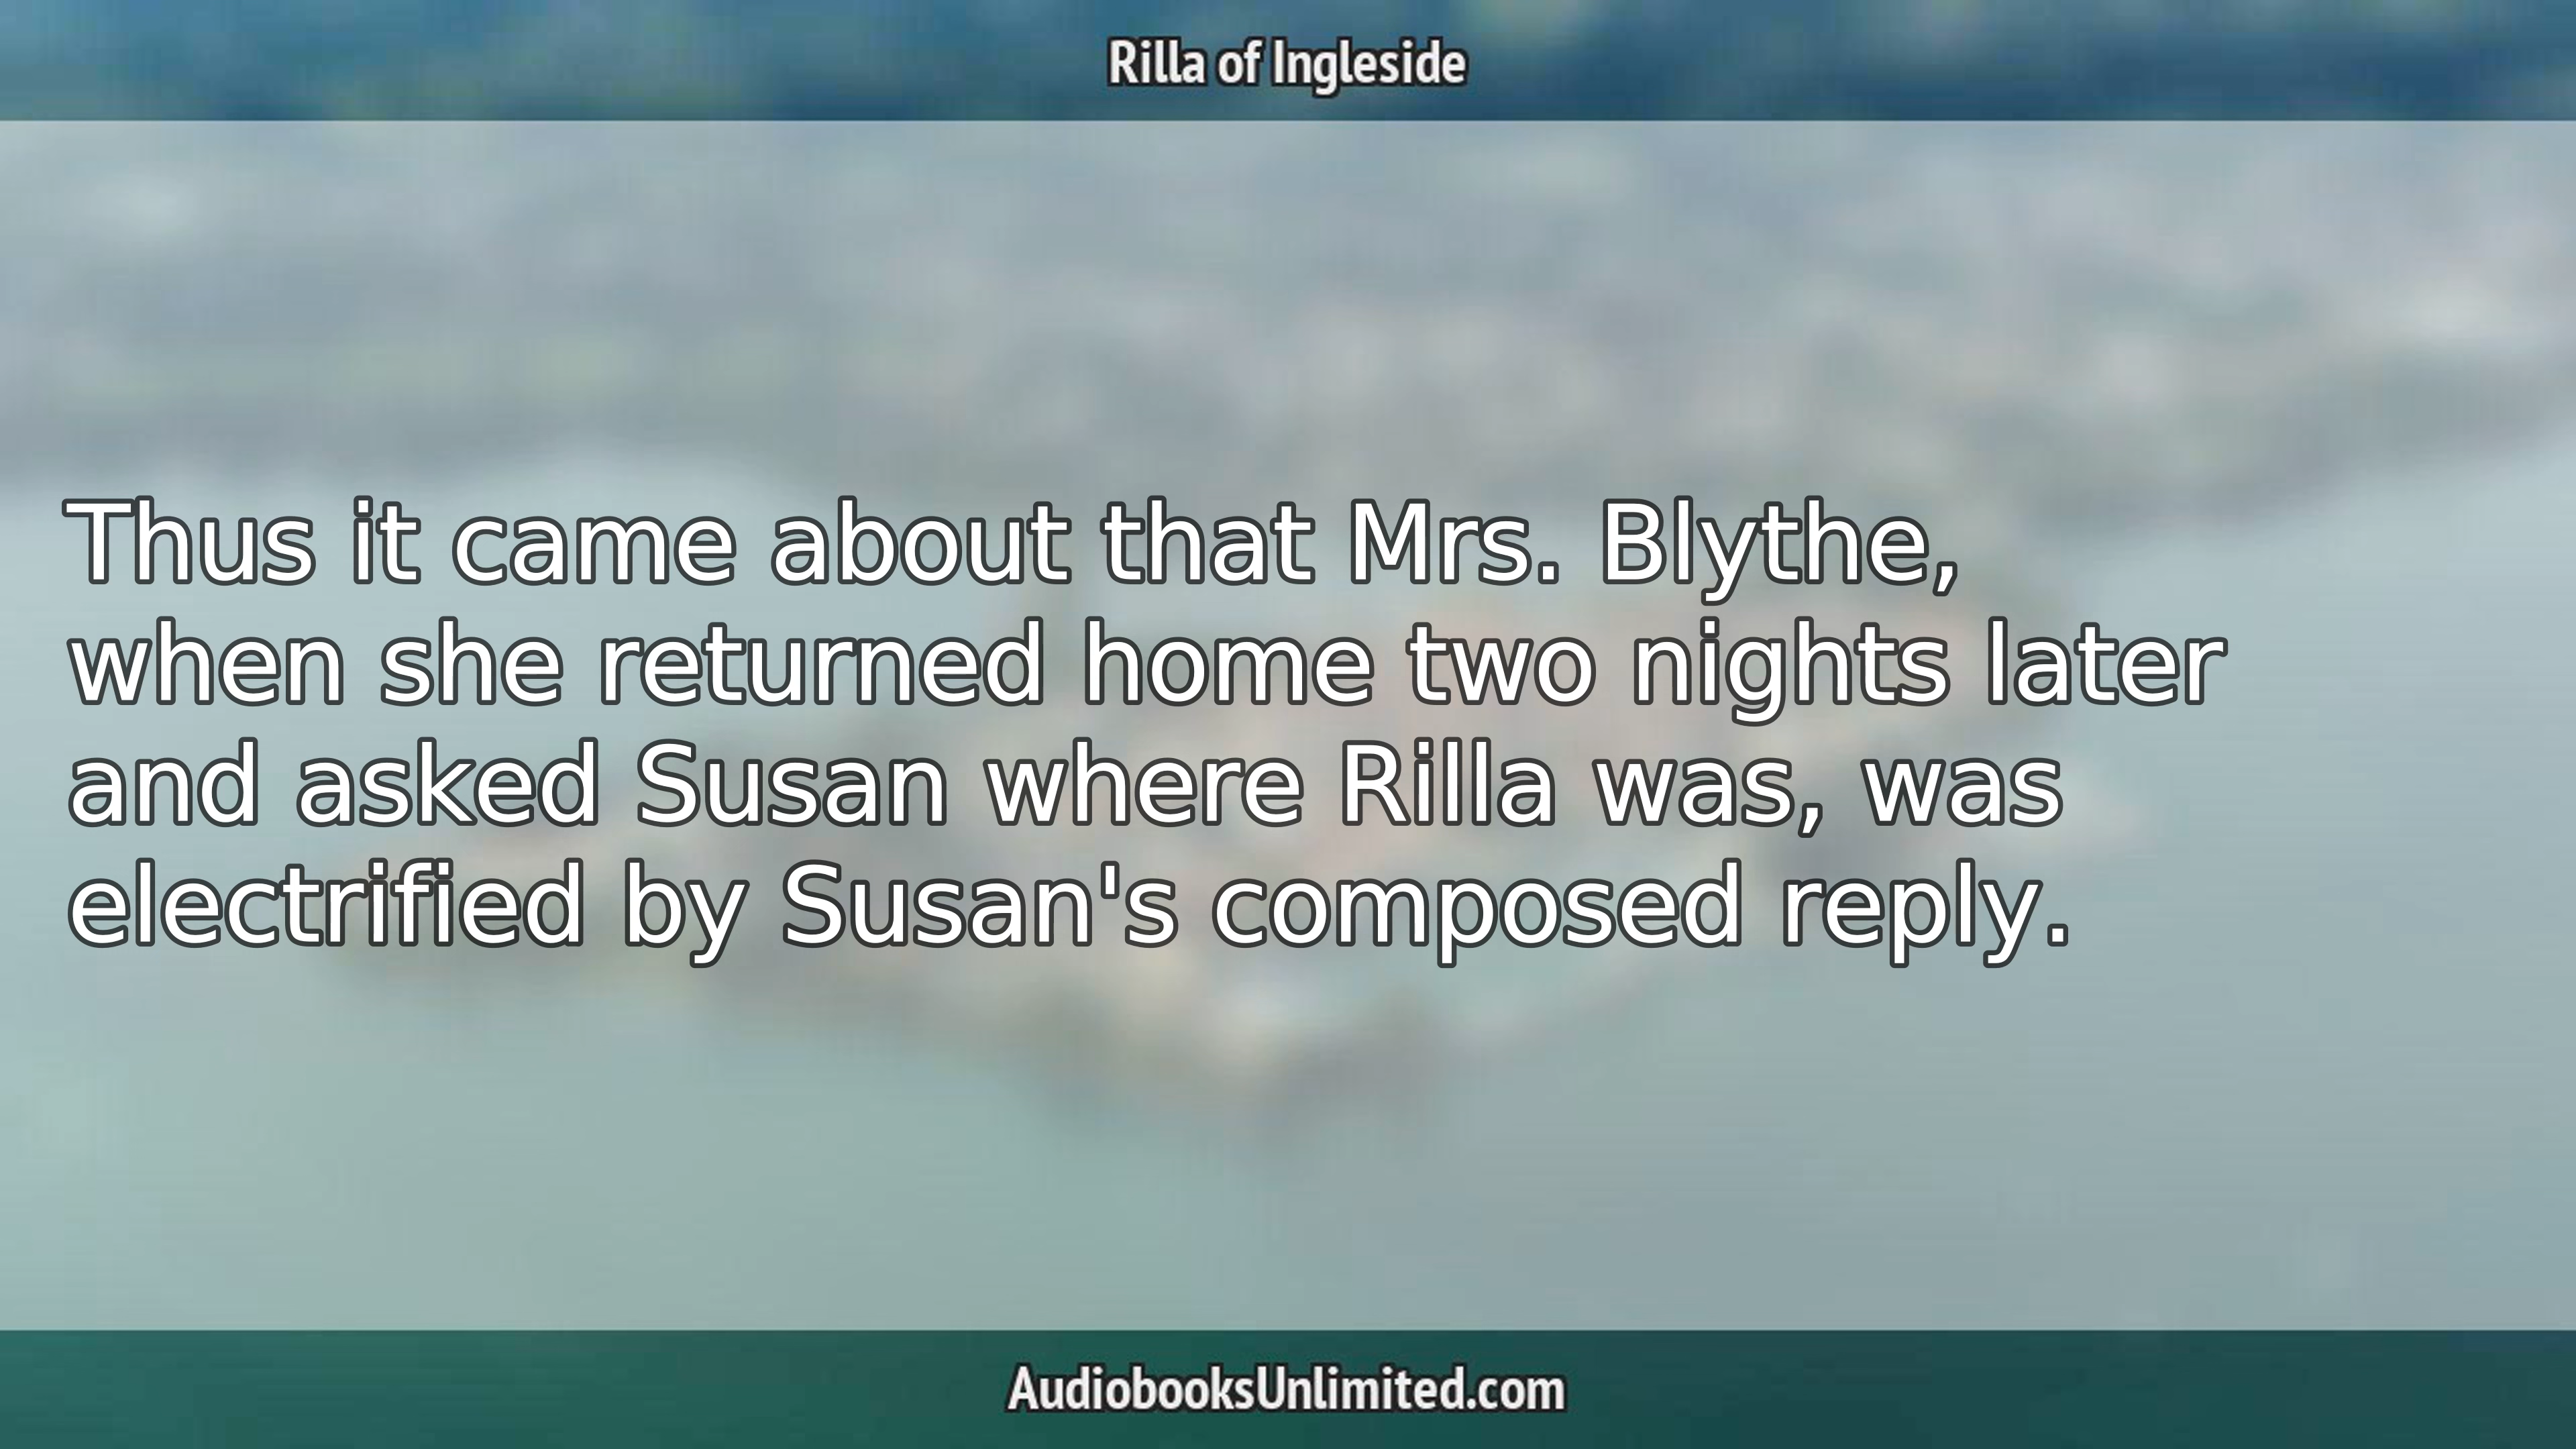 Rilla of Ingleside
Thus it came about that Mrs. Blythe,
when she returned home two nights later
and asked Susan where Rilla was, was
electrified by Susan's composed reply.
AudiobooksUnlimited.com